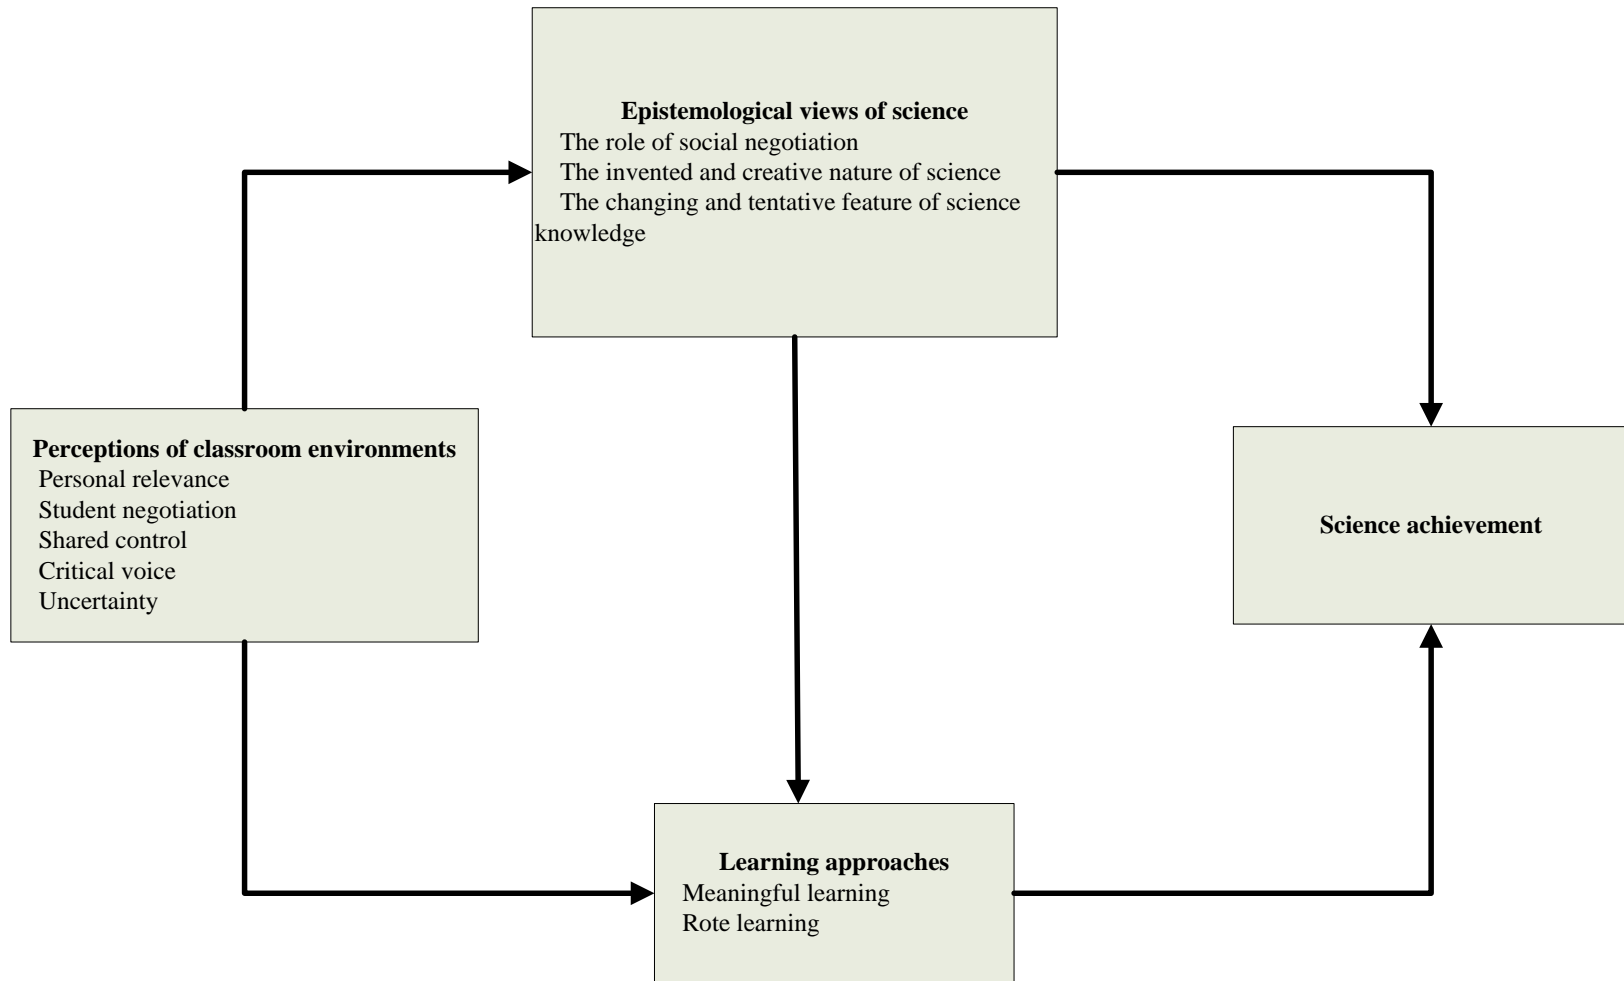 Epistemological views of science
The role of social negotiation
The invented and creative nature of science
The changing and tentative feature of science
knowledge
Perceptions of classroom environments
Personal relevance
Student negotiation
Shared control
Critical voice
Uncertainty
Science achievement
Learning approaches
Meaningful learning
Rote learning